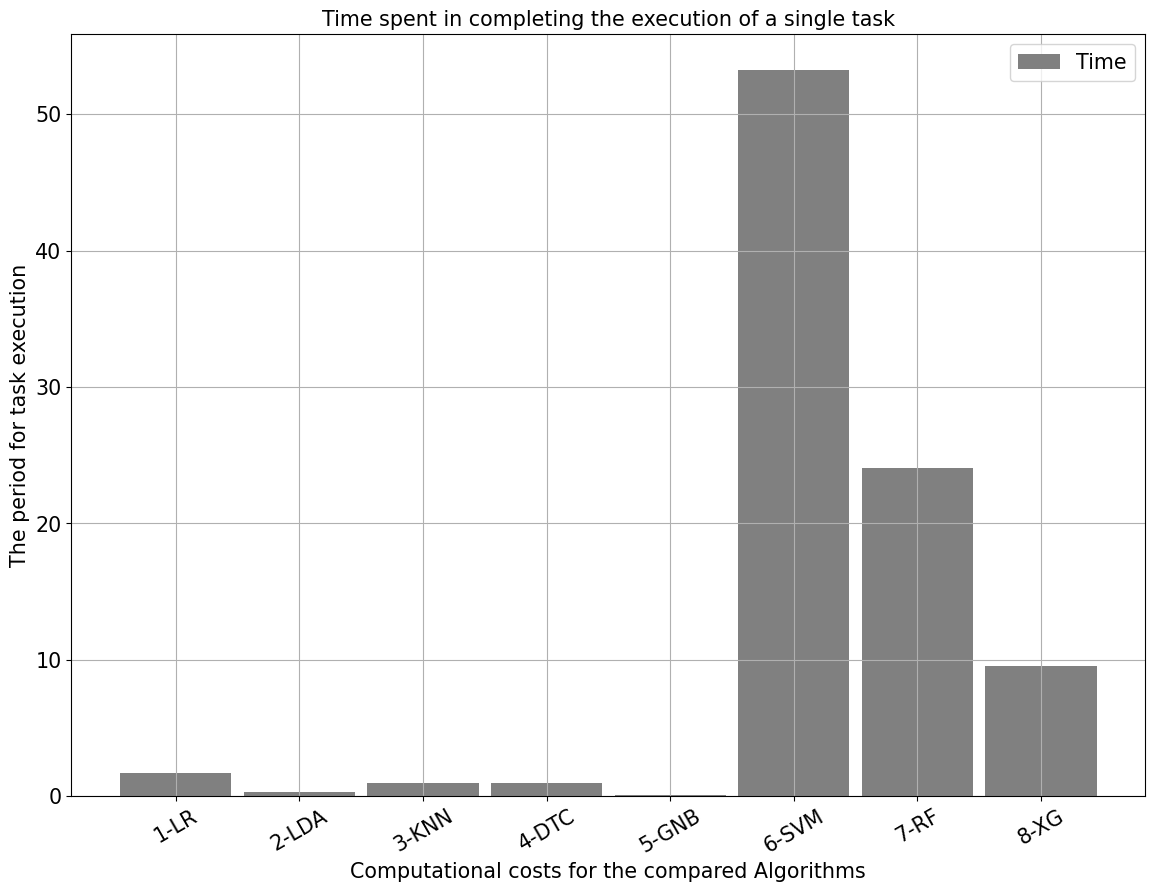 Time spent in completing the execution of a single task
Time
The period for task execution
50
40
30
20
10
0
1-LR
2-LDA
3-KNN
4-DTC
5-GNB
6-SVM
7-RF
8-XG
Computational costs for the compared Algorithms